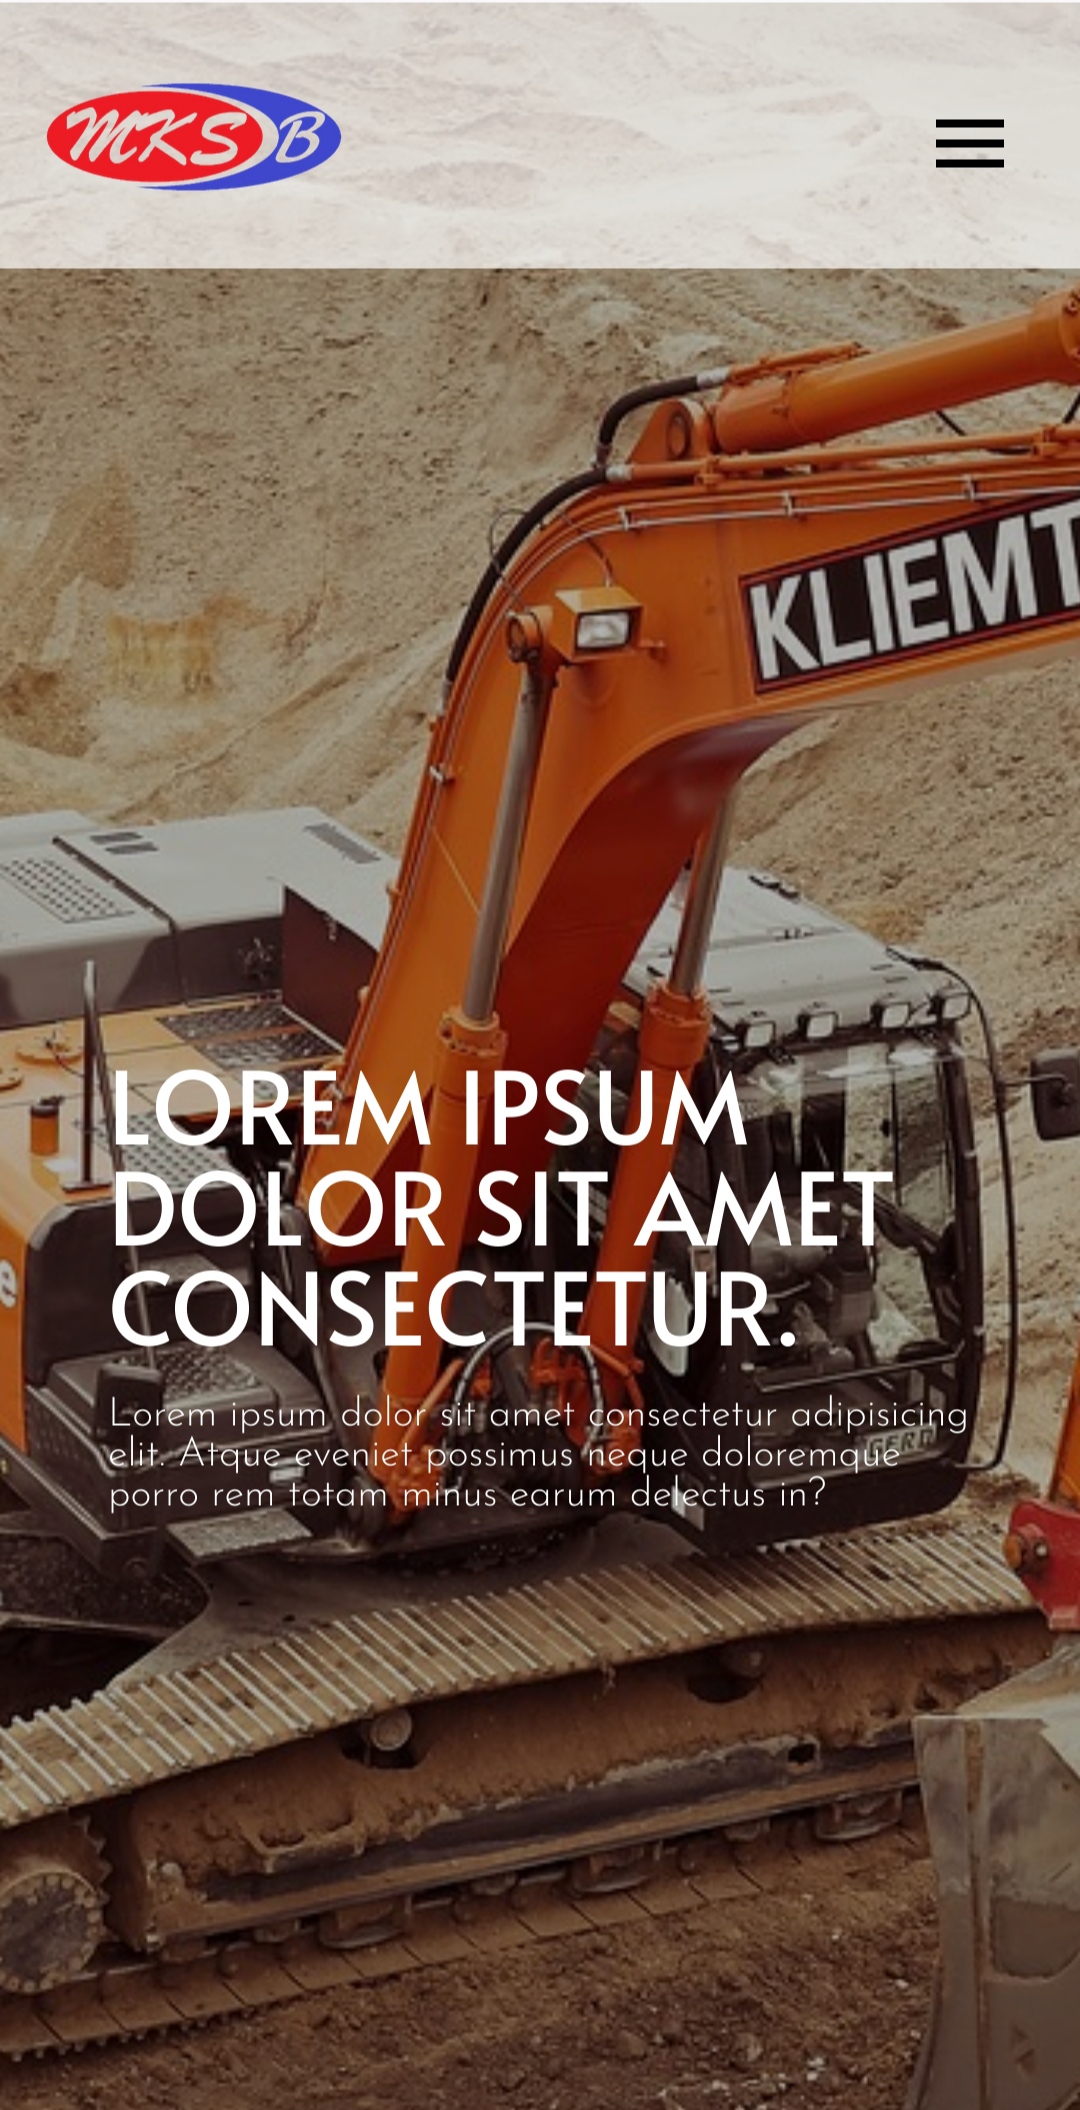 MKS B
KLIEMT
LOREM IPSUM
DOLOR SIT AMET
CONSECTETUR.
e
Lorem ipsum dolor sit amet consectetur adipisicing
elit. Atque eveniet possimus neque doloremque
porro rem totam minus earum delectus in?